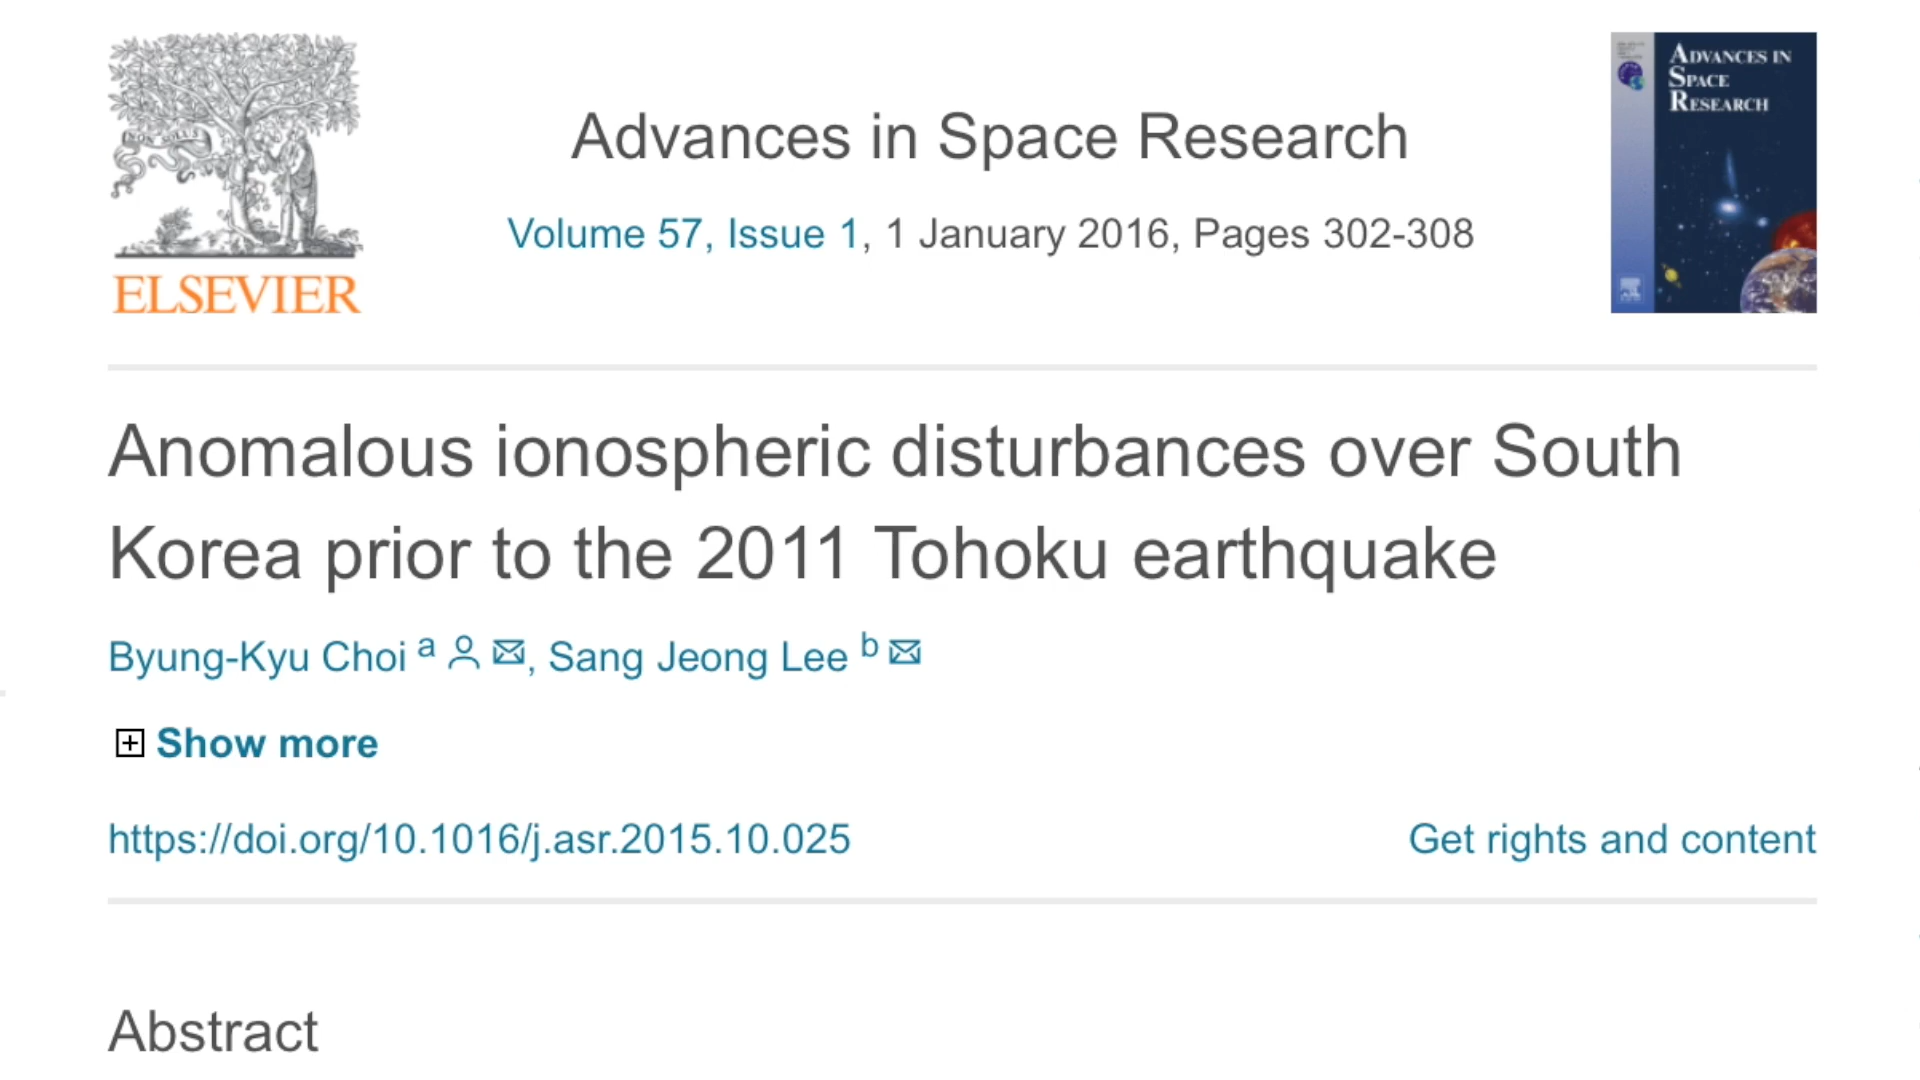 NON SOLUS
ELSEVIER
Advances in Space Research
Volume 57, Issue 1, 1 January 2016, Pages 302-308
ADVANCES IN
SPACE
RESEARCH
Anomalous ionospheric disturbances over South
Korea prior to the 2011 Tohoku earthquake
Byung-Kyu Choi a, Sang Jeong Lee b
Show more
https://doi.org/10.1016/j.asr.2015.10.025
Get rights and content
Abstract